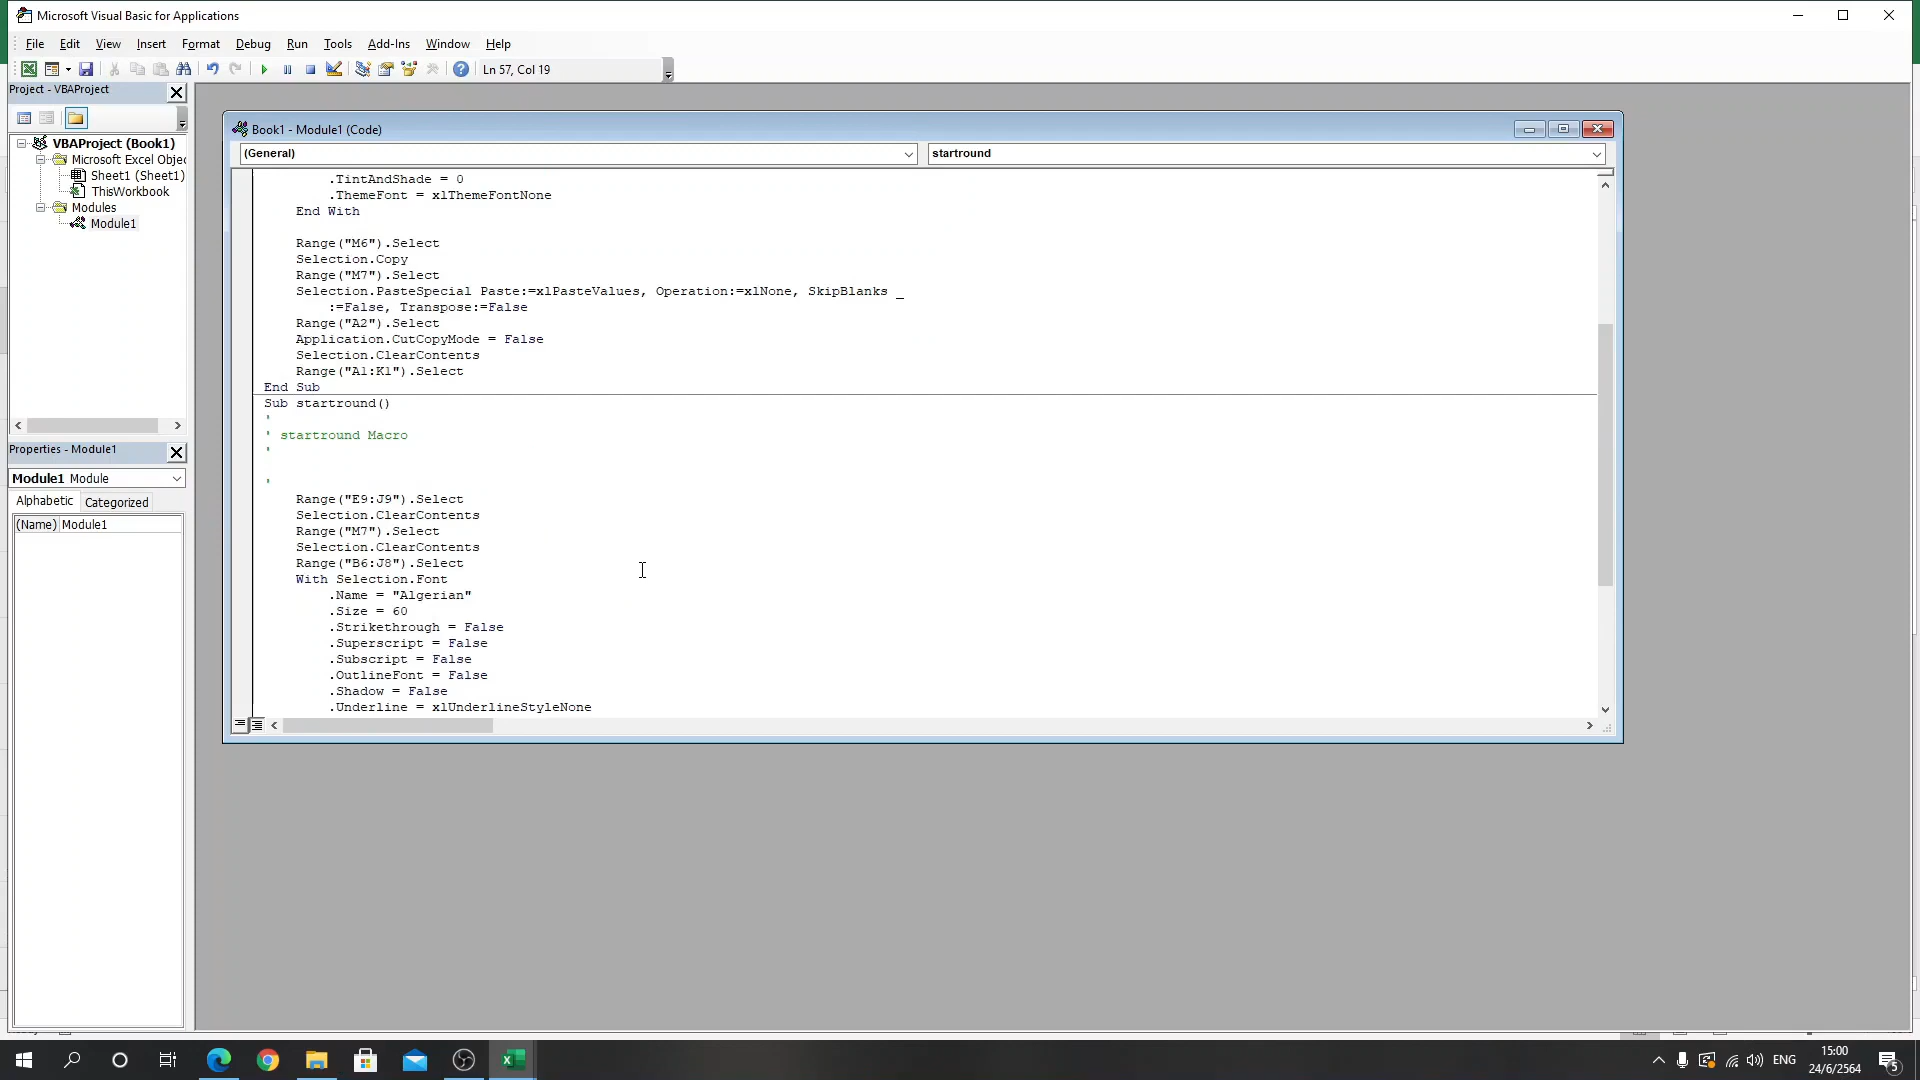 Microsoft Visual Basic for Applications
File Edit View Insert Format Debug Run Tools Add-Ins Window Help
Ln 57, Col 19
Project - VBAProject
VBAProject (Book1)
Microsoft Excel Objec
Sheet1 (Sheet1)
ThisWorkbook
Modules
Module1
Properties - Module1
Module1 Module
Alphabetic Categorized
(Name) Module1
Book1 - Module1 (Code)
(General) startround
.TintAndShade = 0
.ThemeFont = xlThemeFontNone
End With
Range("M6").Select
Selection.Copy
Range("M7").Select
Selection.PasteSpecial Paste:=xlPasteValues, Operation:=xlNone, SkipBlanks _
:=False, Transpose:=False
Range("A2").Select
Application.CutCopyMode = False
Selection.ClearContents
Range("A1:K1").Select
End Sub
Sub startround()
'
' startround Macro
'
'
Range("E9:J9").Select
Selection.ClearContents
Range("M7").Select
Selection.ClearContents
Range("B6:J8").Select
With Selection.Font
.Name = "Algerian"
.Size = 60
.Strikethrough = False
.Superscript = False
.Subscript = False
.OutlineFont = False
.Shadow = False
.Underline = xlUnderlineStyleNone
ENG
15:00
24/6/2564
5